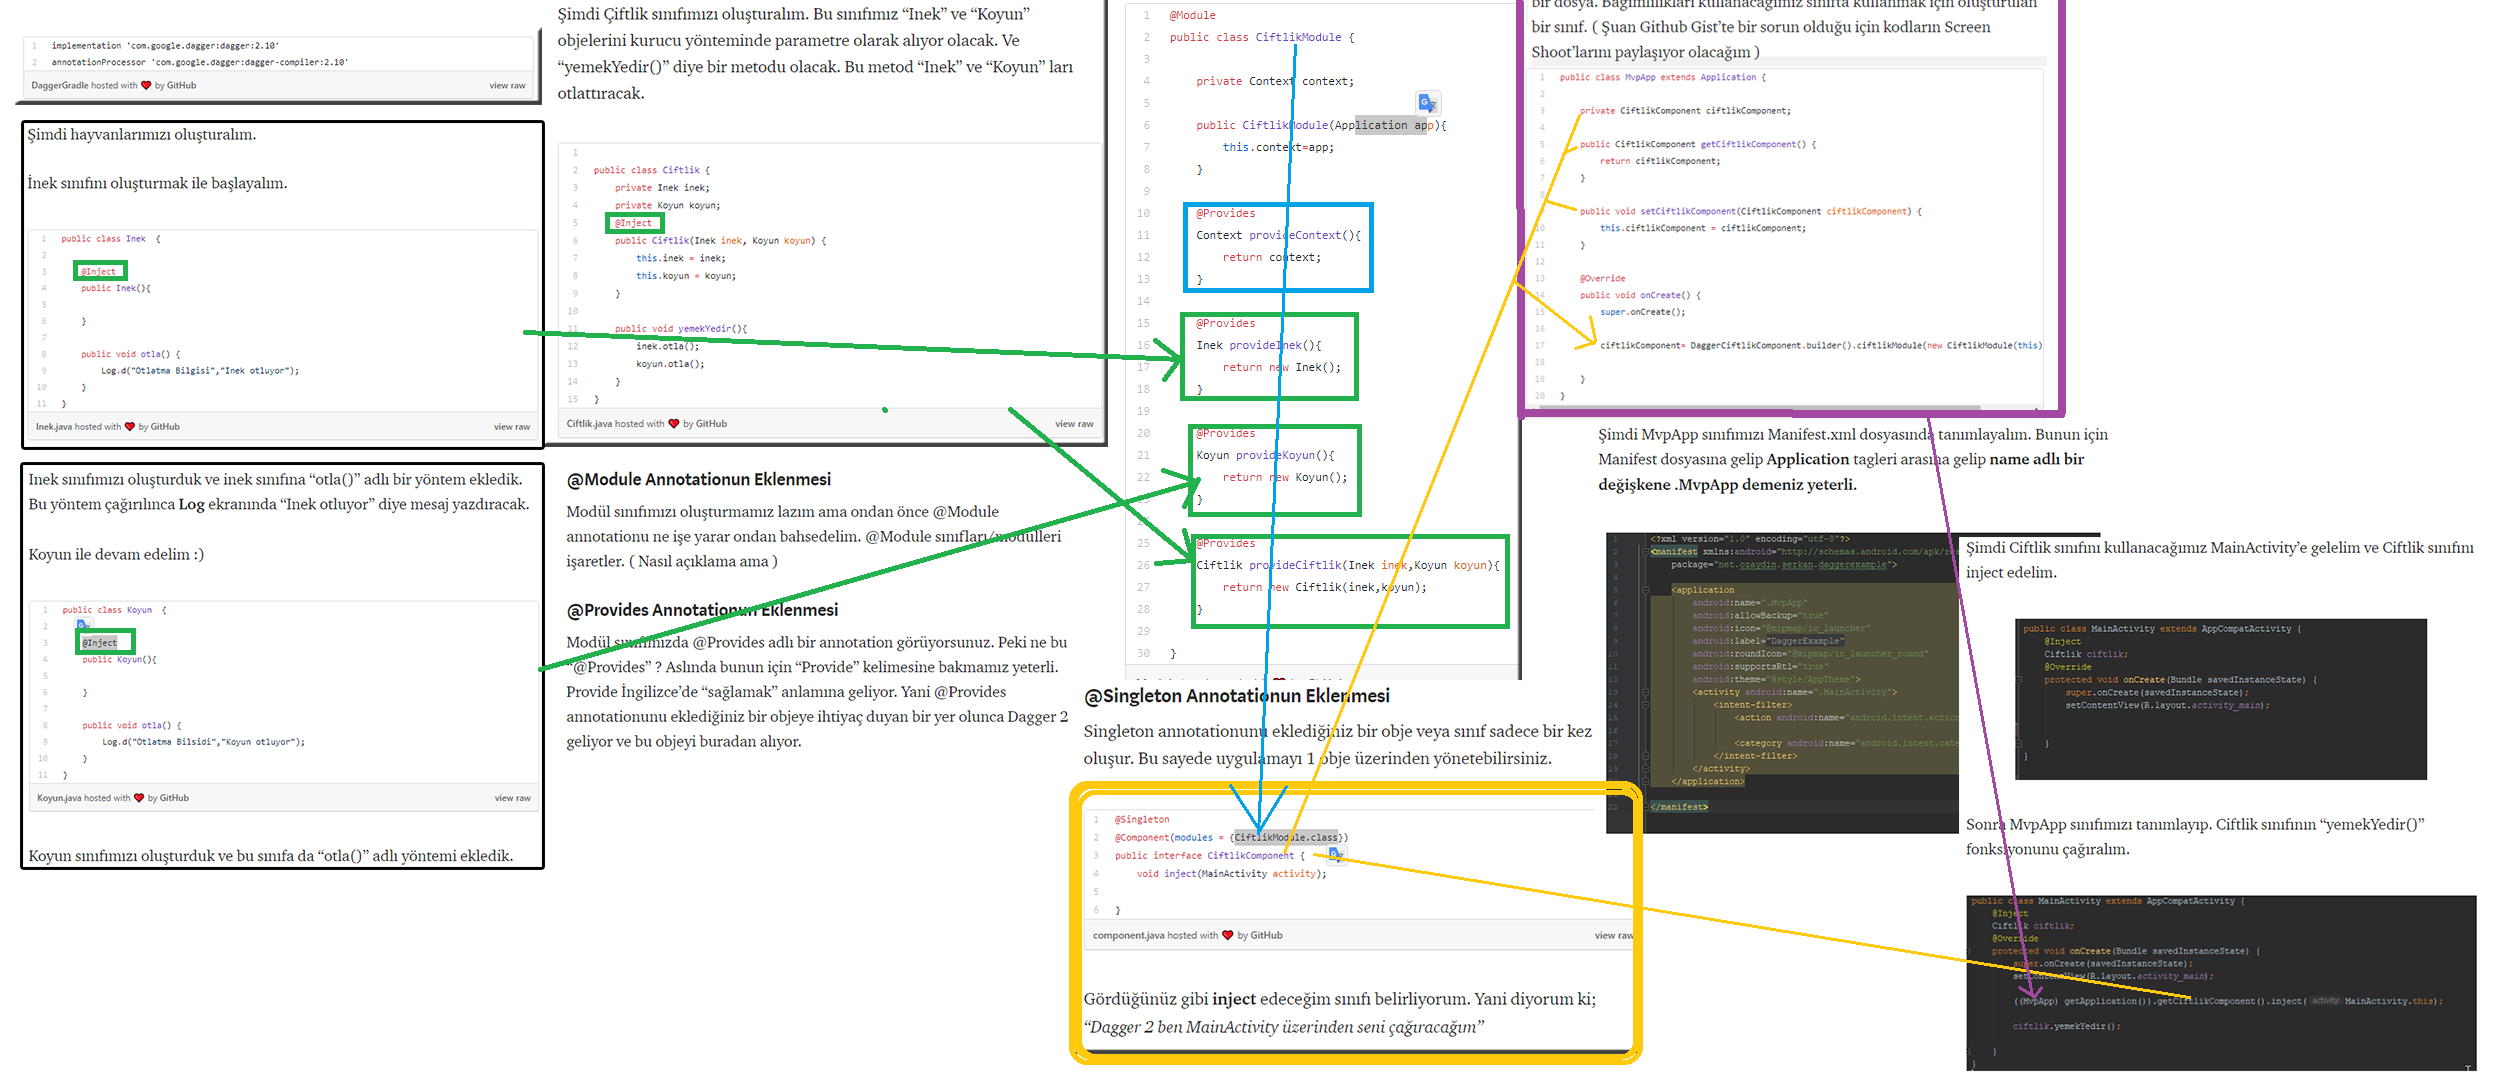 1 implementation 'com.google.dagger:dagger:2.10'
2 annotationProcessor 'com.google.dagger:dagger-compiler:2.10'
DaggerGradle hosted with ❤ by GitHub view raw
Şimdi hayvanlarımızı oluşturalım.
İnek sınıfını oluşturmak ile başlayalım.
1 public class Inek {
2
3 @Inject
4 public Inek(){
5
6 }
7
8 public void otla() {
9 Log.d("Otlatma Bilgisi","Inek otluyor");
10 }
11 }
Inek.java hosted with ❤ by GitHub view raw
Inek sınıfımızı oluşturduk ve inek sınıfına “otla()” adlı bir yöntem ekledik.
Bu yöntem çağırılınca Log ekranında “Inek otluyor” diye mesaj yazdıracak.
Koyun ile devam edelim :)
1 public class Koyun {
2
3 @Inject
4 public Koyun(){
5
6 }
7
8 public void otla() {
9 Log.d("Otlatma Bilsidi","Koyun otluyor");
10 }
11 }
Koyun.java hosted with ❤ by GitHub view raw
Koyun sınıfımızı oluşturduk ve bu sınıfa da “otla()” adlı yöntemi ekledik.
Şimdi Çiftlik sınıfımızı oluşturalım. Bu sınıfımız “Inek” ve “Koyun”
objelerini kurucu yönteminde parametre olarak alıyor olacak. Ve
“yemekYedir()” diye bir metodu olacak. Bu metod “Inek” ve “Koyun” ları
otlattıracak.
1
2 public class Ciftlik {
3 private Inek inek;
4 private Koyun koyun;
5 @Inject
6 public Ciftlik(Inek inek, Koyun koyun) {
7 this.inek = inek;
8 this.koyun = koyun;
9 }
10
11 public void yemekYedir(){
12 inek.otla();
13 koyun.otla();
14 }
15 }
Ciftlik.java hosted with ❤ by GitHub view raw
@Module Annotationun Eklenmesi
Modül sınıfımızı oluşturmamız lazım ama ondan önce @Module
annotationu ne işe yarar ondan bahsedelim. @Module sınıfları/modülleri
işaretler. ( Nasıl açıklama ama )
@Provides Annotationun Eklenmesi
Modül sınıfımızda @Provides adlı bir annotation görüyorsunuz. Peki ne bu
“@Provides” ? Aslında bunun için “Provide” kelimesine bakmamız yeterli.
Provide İngilizce’de “sağlamak” anlamına geliyor. Yani @Provides
annotationunu eklediğiniz bir objeye ihtiyaç duyan bir yer olunca Dagger 2
geliyor ve bu objeyi buradan alıyor.
1 @Module
2 public class CiftlikModule {
3
4 private Context context;
5
6 public CiftlikModule(Application app){
7 this.context=app;
8 }
9
10 @Provides
11 Context provideContext(){
12 return context;
13 }
14
15 @Provides
16 Inek provideInek(){
17 return new Inek();
18 }
19
20 @Provides
21 Koyun provideKoyun(){
22 return new Koyun();
}
25 @Provides
26 Ciftlik provideCiftlik(Inek inek,Koyun koyun){
27 return new Ciftlik(inek,koyun);
28 }
29
30 }
@Singleton Annotationun Eklenmesi
Singleton annotationunu eklediğiniz bir obje veya sınıf sadece bir kez
oluşur. Bu sayede uygulamayı 1 obje üzerinden yönetebilirsiniz.
1 @Singleton
2 @Component(modules = {CiftlikModule.class})
3 public interface CiftlikComponent {
4 void inject(MainActivity activity);
5
6 }
component.java hosted with ❤ by GitHub view raw
Gördüğünüz gibi inject edeceğim sınıfı belirliyorum. Yani diyorum ki;
“Dagger 2 ben MainActivity üzerinden seni çağıracağım”
bir dosya. Bağımlılıkları kullanacağımız sınıfta kullanmak için oluşturulan
bir sınıf. ( Şuan Github Gist’te bir sorun olduğu için kodların Screen
Shoot’larını paylaşıyor olacağım )
1 public class MvpApp extends Application {
2
3 private CiftlikComponent ciftlikComponent;
4
5 public CiftlikComponent getCiftlikComponent() {
6 return ciftlikComponent;
7 }
8
public void setCiftlikComponent(CiftlikComponent ciftlikComponent) {
10 this.ciftlikComponent = ciftlikComponent;
11 }
12
13 @Override
14 public void onCreate() {
15 super.onCreate();
16
17 ciftlikComponent= DaggerCiftlikComponent.builder().ciftlikModule(new CiftlikModule(this)
18
19 }
20 }
Şimdi MvpApp sınıfımızı Manifest.xml dosyasında tanımlayalım. Bunun için
Manifest dosyasına gelip Application tagleri arasına gelip name adlı bir
değişkene .MvpApp demeniz yeterli.
1 <?xml version="1.0" encoding="utf-8"?>
2 <manifest xmlns:android="http://schemas.android.com/apk/res
3 package="net.ozaydin.serkan.daggerexample">
4
5 <application
6 android:name=".MvpApp"
7 android:allowBackup="true"
8 android:icon="@mipmap/ic_launcher"
9 android:label="DaggerExample"
10 android:roundIcon="@mipmap/ic_launcher_round"
11 android:supportsRtl="true"
12 android:theme="@style/AppTheme">
13 <activity android:name=".MainActivity">
14 <intent-filter>
15 <action android:name="android.intent.action
16
17 <category android:name="android.intent.cate
18 </intent-filter>
19 </activity>
20 </application>
22 </manifest>
Şimdi Ciftlik sınıfını kullanacağımız MainActivity’e gelelim ve Ciftlik sınıfını
inject edelim.
public class MainActivity extends AppCompatActivity {
@Inject
Ciftlik ciftlik;
@Override
protected void onCreate(Bundle savedInstanceState) {
super.onCreate(savedInstanceState);
setContentView(R.layout.activity_main);
}
}
Sonra MvpApp sınıfımızı tanımlayıp. Ciftlik sınıfının “yemekYedir()”
fonksiyonunu çağıralım.
public class MainActivity extends AppCompatActivity {
@Inject
Ciftlik ciftlik;
@Override
protected void onCreate(Bundle savedInstanceState) {
super.onCreate(savedInstanceState);
setContentView(R.layout.activity_main);
((MvpApp) getApplication()).getCiftlikComponent().inject( activity: MainActivity.this);
ciftlik.yemekYedir();
}
}